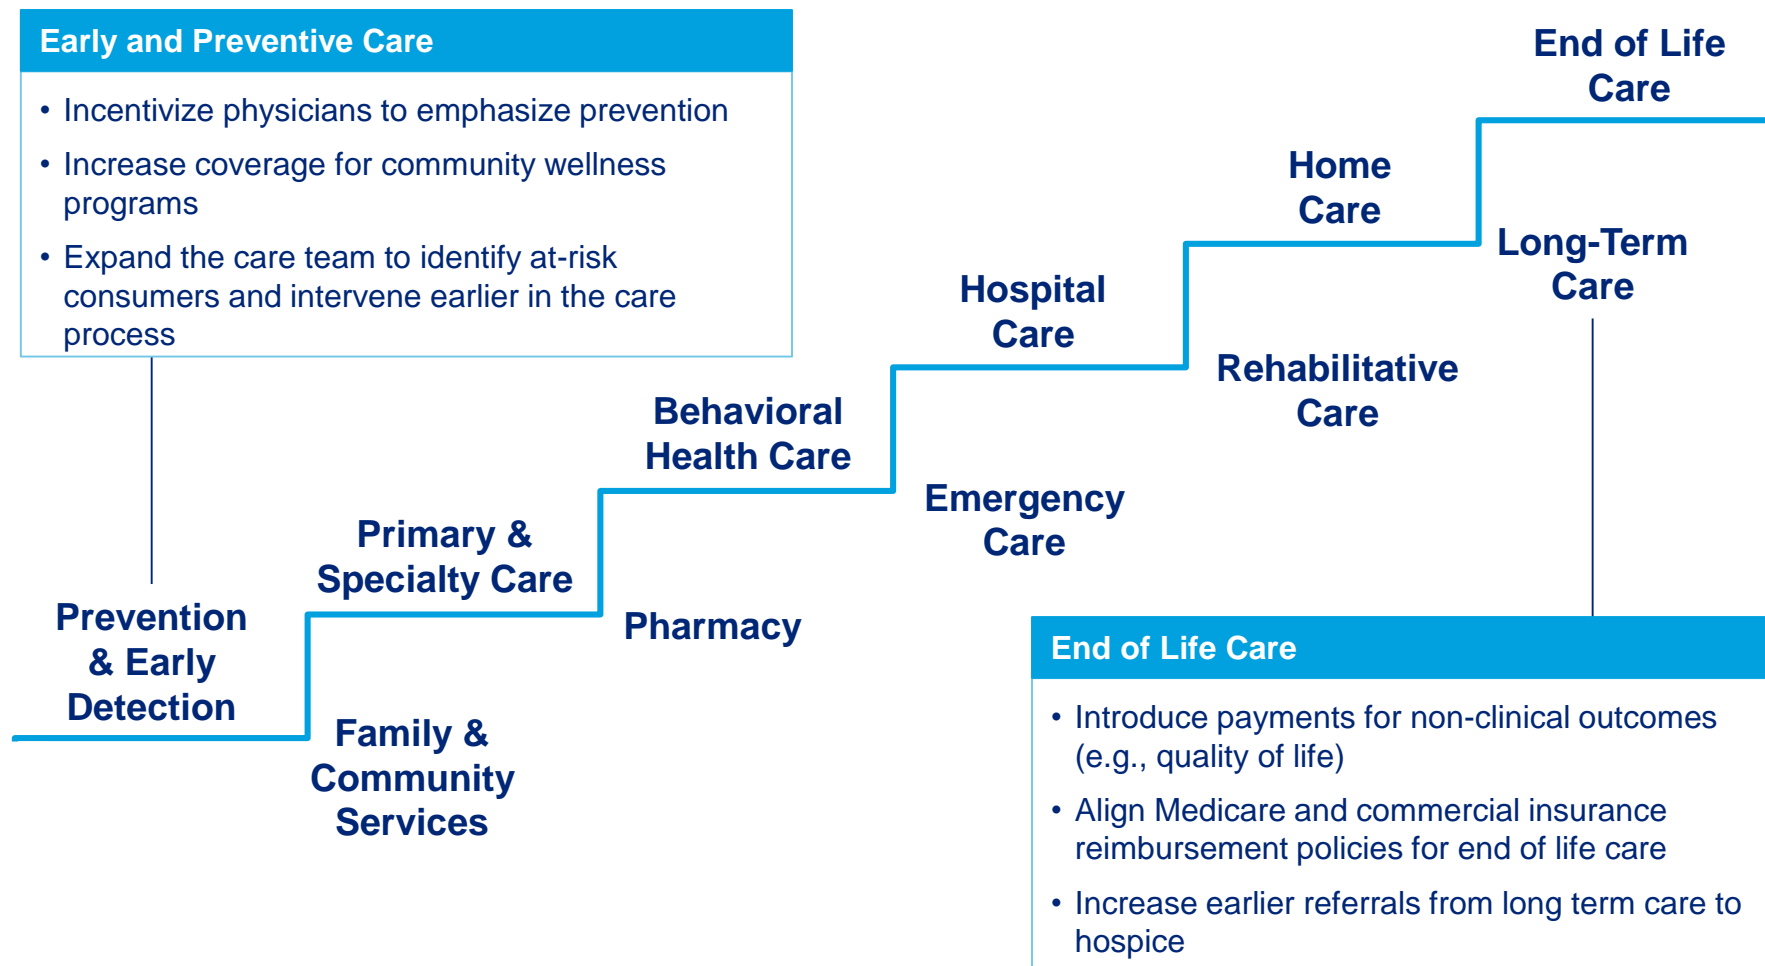 Early and Preventive Care
• Incentivize physicians to emphasize prevention
• Increase coverage for community wellness
programs
• Expand the care team to identify at-risk
consumers and intervene earlier in the care
process
Prevention
& Early
Detection
Family &
Community
Services
Primary &
Specialty Care
Pharmacy
Behavioral
Health Care
Emergency
Care
Hospital
Care
Rehabilitative
Care
Home
Care
Long-Term
Care
End of Life
Care
End of Life Care
• Introduce payments for non-clinical outcomes
(e.g., quality of life)
• Align Medicare and commercial insurance
reimbursement policies for end of life care
• Increase earlier referrals from long term care to
hospice